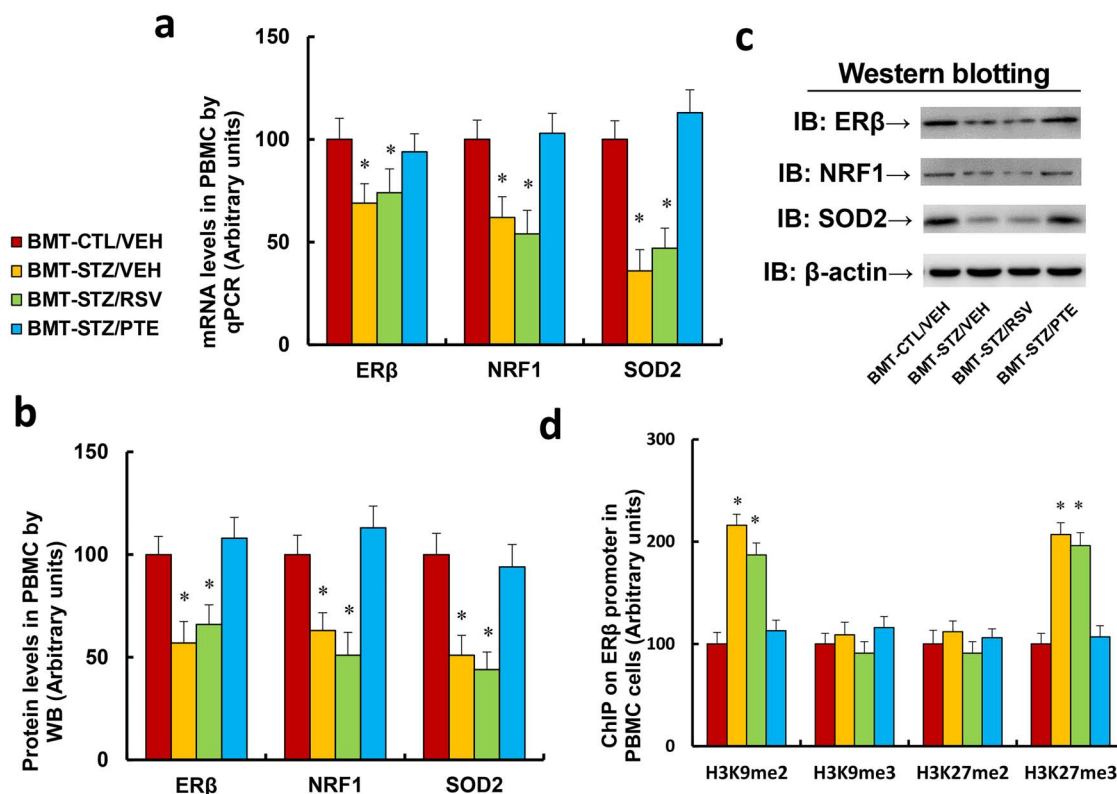 a
mRNA levels in PBMC by
qPCR (Arbitrary units)
150
100
50
0
* * * * * *
ERβ NRF1 SOD2
BMT-CTL/VEH
BMT-STZ/VEH
BMT-STZ/RSV
BMT-STZ/PTE
c
Western blotting
IB: ERβ→
IB: NRF1→
IB: SOD2→
IB: β-actin→
BMT-CTL/VEH
BMT-STZ/VEH
BMT-STZ/RSV
BMT-STZ/PTE
b
Protein levels in PBMC by
WB (Arbitrary units)
150
100
50
0
* * * * * *
ERβ NRF1 SOD2
d
ChIP on ERβ promoter in
PBMC cells (Arbitrary units)
300
200
100
0
* * * *
H3K9me2 H3K9me3 H3K27me2 H3K27me3